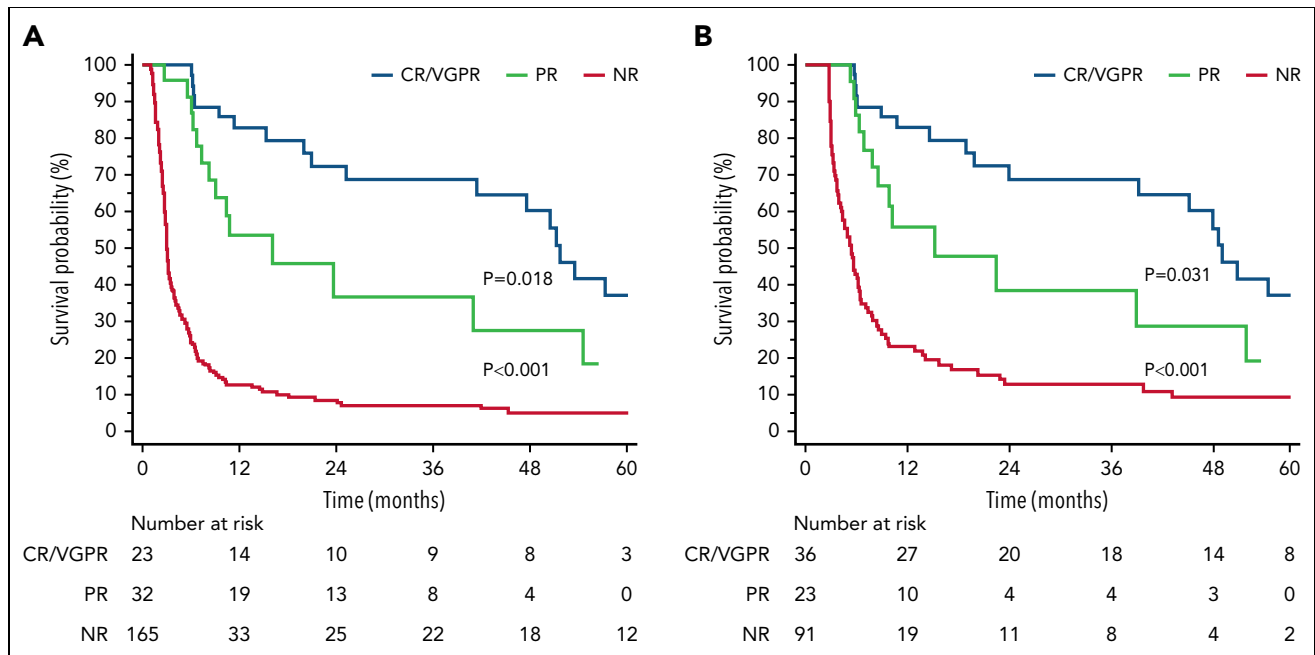 A
CR/VGPR PR NR
Survival probability (%)
100
90
80
70
60
50
40
30
20
10
0
P=0.018
P<0.001
0 12 24 36 48 60
Time (months)
Number at risk
CR/VGPR 23 14 10 9 8 3
PR 32 19 13 8 4 0
NR 165 33 25 22 18 12
B
CR/VGPR PR NR
Survival probability (%)
100
90
80
70
60
50
40
30
20
10
0
P=0.031
P<0.001
0 12 24 36 48 60
Time (months)
Number at risk
CR/VGPR 36 27 20 18 14 8
PR 23 10 4 4 3 0
NR 91 19 11 8 4 2